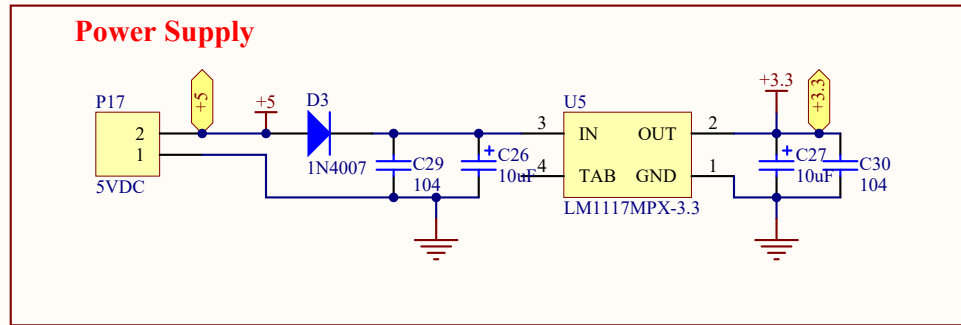 Power Supply
P17
+5
+5
D3
U5
+3.3
+3.3
2
1
5VDC
1N4007
C29
104
C26
10uF
3
IN
OUT
2
4
TAB
GND
1
LM1117MPX-3.3
C27
10uF
C30
104